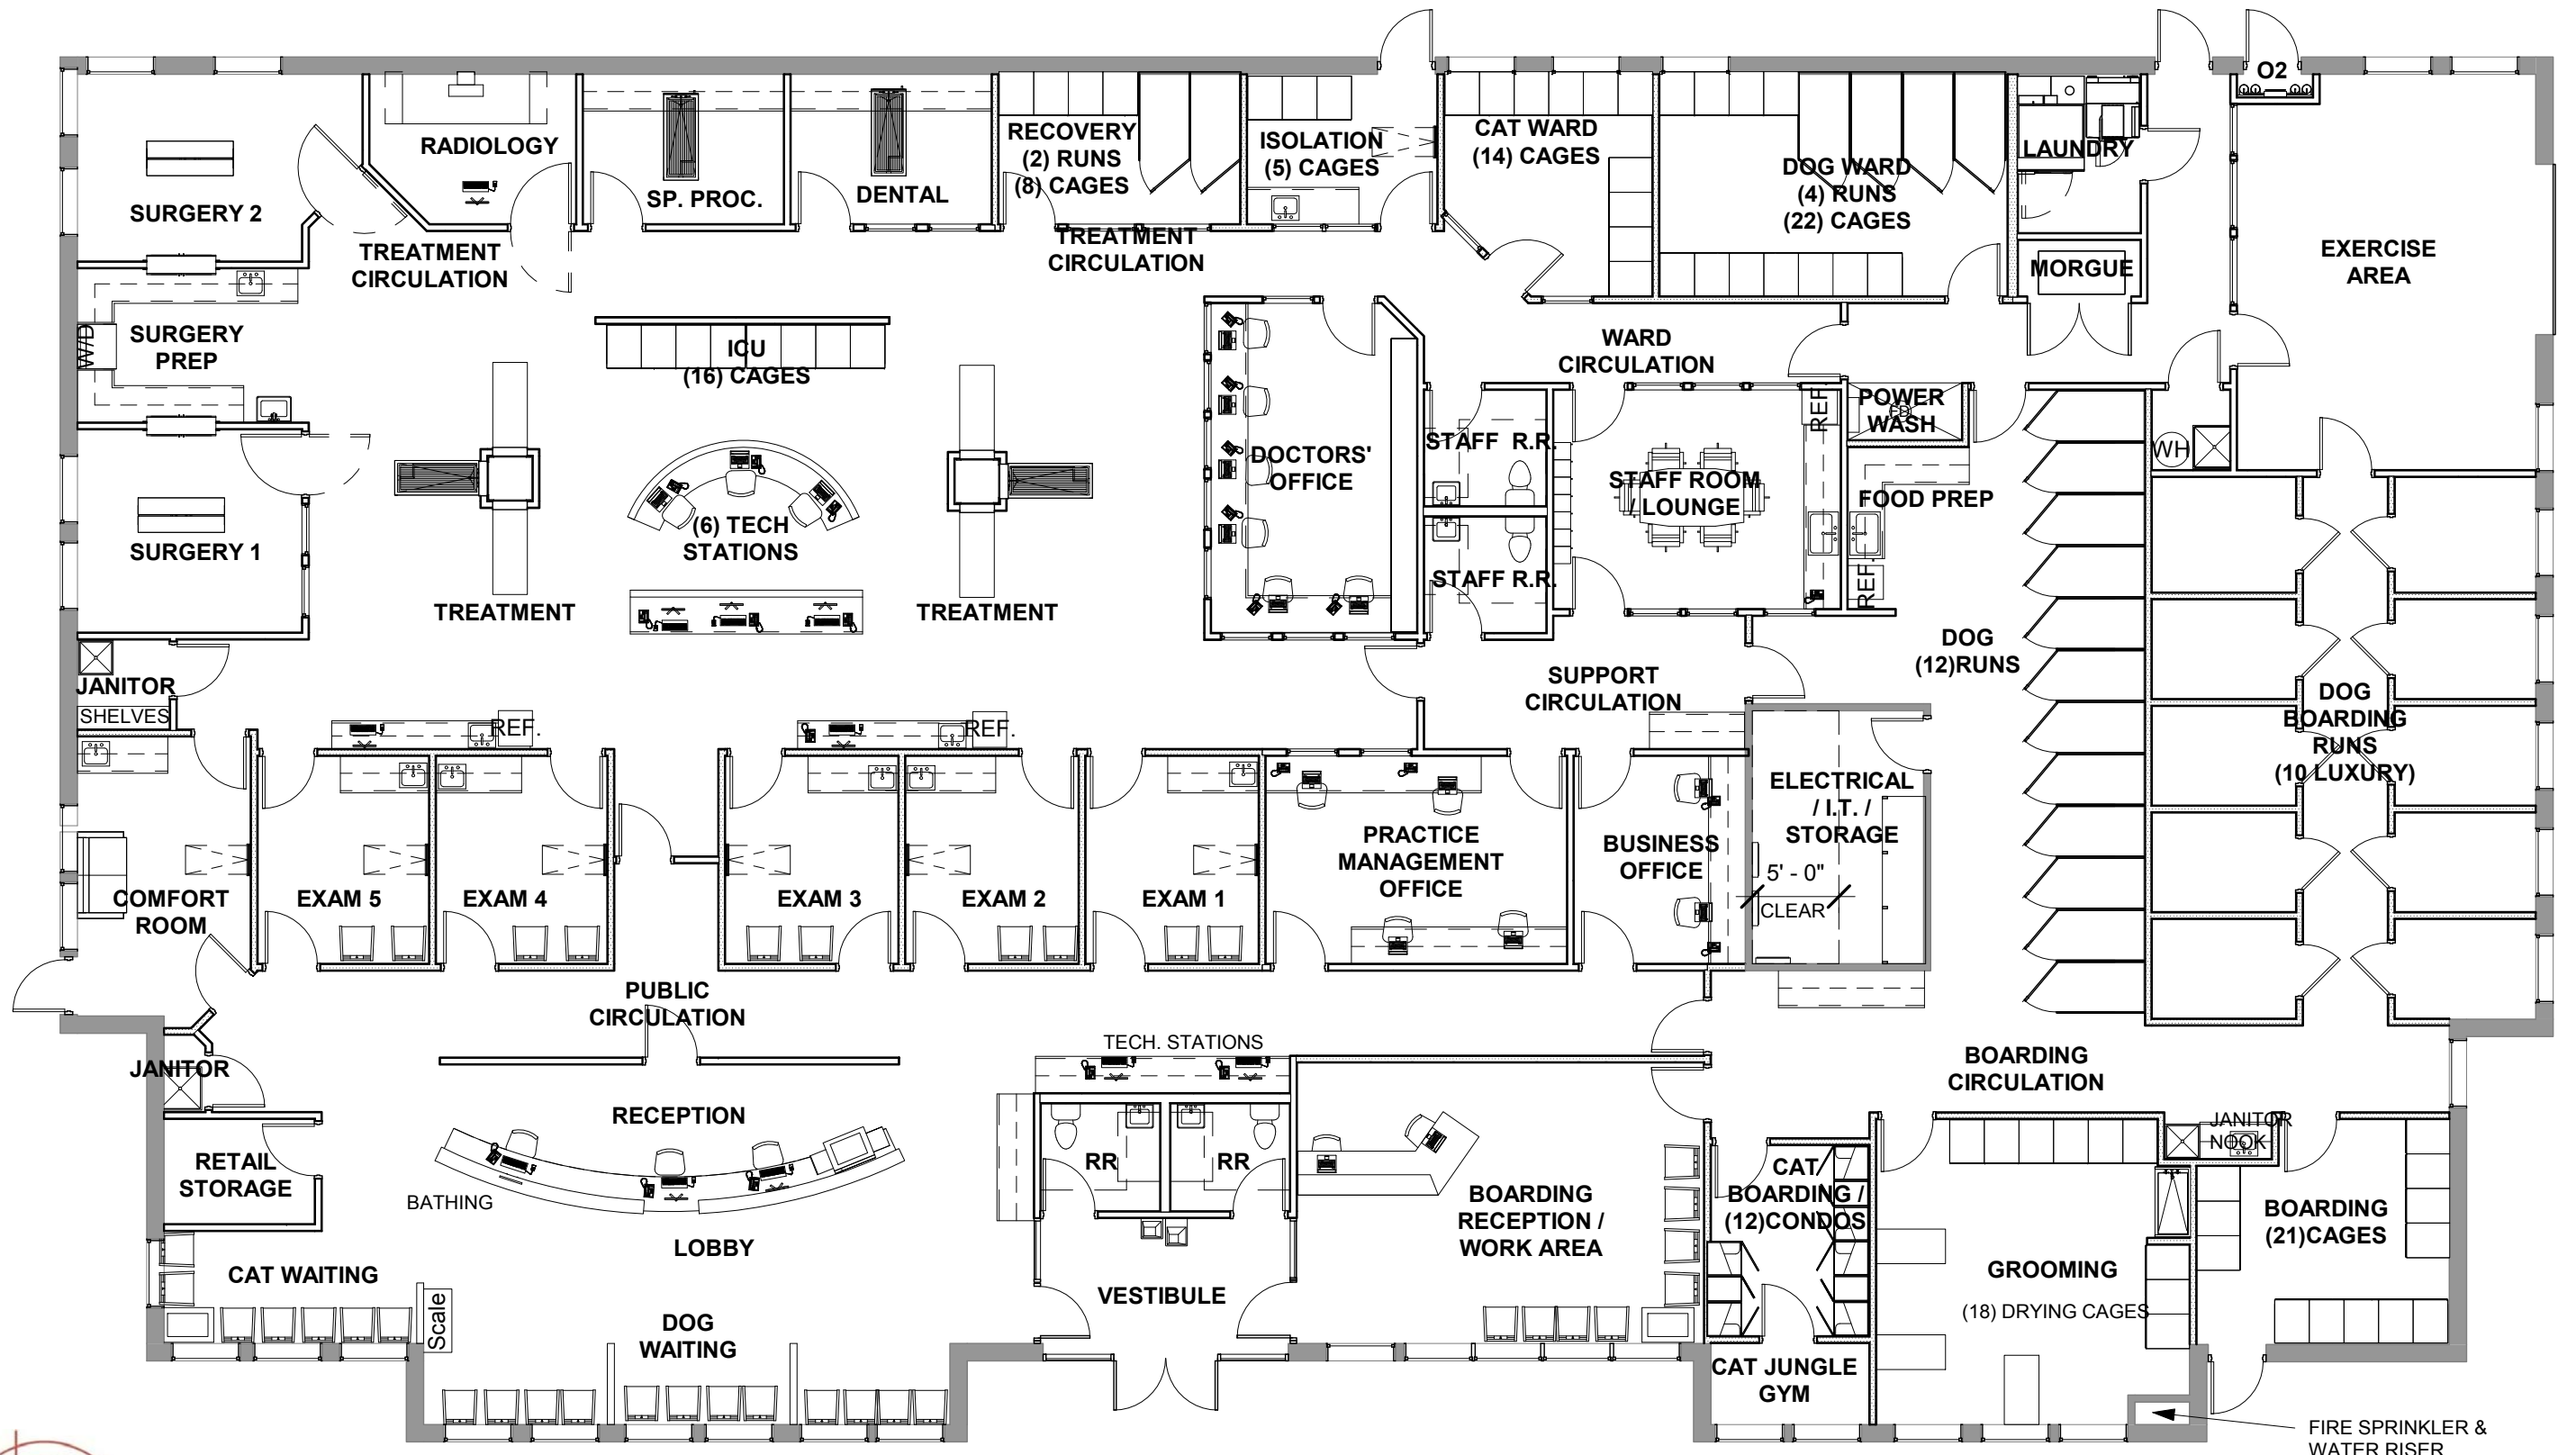 O2
RADIOLOGY
RECOVERY
(2) RUNS
(8) CAGES
ISOLATION
(5) CAGES
CAT WARD
(14) CAGES
DOG WARD
(4) RUNS
(22) CAGES
LAUNDRY
SURGERY 2
SP. PROC.
DENTAL
TREATMENT
CIRCULATION
TREATMENT
CIRCULATION
MORGUE
EXERCISE
AREA
W/D
SURGERY
PREP
ICU
(16) CAGES
WARD
CIRCULATION
REF.
POWER
WASH
FD
STAFF R.R.
DOCTORS'
OFFICE
WH
STAFF ROOM
/ LOUNGE
FOOD PREP
SURGERY 1
(6) TECH
STATIONS
STAFF R.R.
REF.
TREATMENT
TREATMENT
DOG
(12)RUNS
JANITOR
SHELVES
SUPPORT
CIRCULATION
DOG
BOARDING
RUNS
(10 LUXURY)
REF.
REF.
ELECTRICAL
/ I.T. /
STORAGE
5' - 0"
CLEAR
PRACTICE
MANAGEMENT
OFFICE
BUSINESS
OFFICE
COMFORT
ROOM
EXAM 5
EXAM 4
EXAM 3
EXAM 2
EXAM 1
PUBLIC
CIRCULATION
TECH. STATIONS
JANITOR
BOARDING
CIRCULATION
RECEPTION
JANITOR
NOOK
RETAIL
STORAGE
RR
RR
BATHING
BOARDING
RECEPTION /
WORK AREA
CAT
BOARDING /
(12)CONDOS
BOARDING
(21)CAGES
LOBBY
CAT WAITING
VESTIBULE
GROOMING
(18) DRYING CAGES
Scale
DOG
WAITING
CAT JUNGLE
GYM
FIRE SPRINKLER &
WATER RISER